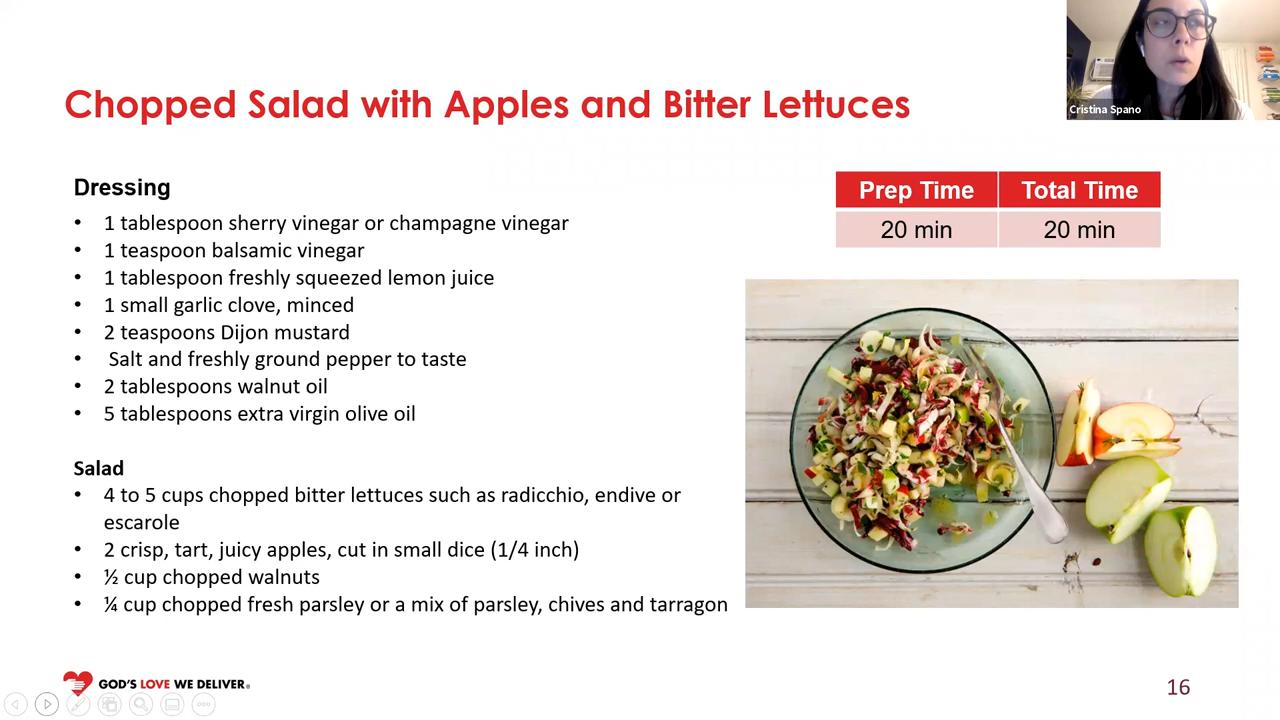 Cristina Spano
Chopped Salad with Apples and Bitter Lettuces
Dressing
• 1 tablespoon sherry vinegar or champagne vinegar
• 1 teaspoon balsamic vinegar
• 1 tablespoon freshly squeezed lemon juice
• 1 small garlic clove, minced
• 2 teaspoons Dijon mustard
• Salt and freshly ground pepper to taste
• 2 tablespoons walnut oil
• 5 tablespoons extra virgin olive oil
Salad
• 4 to 5 cups chopped bitter lettuces such as radicchio, endive or
escarole
• 2 crisp, tart, juicy apples, cut in small dice (1/4 inch)
• ½ cup chopped walnuts
• ¼ cup chopped fresh parsley or a mix of parsley, chives and tarragon
Prep Time Total Time
20 min 20 min
GOD'S LOVE WE DELIVER®
16